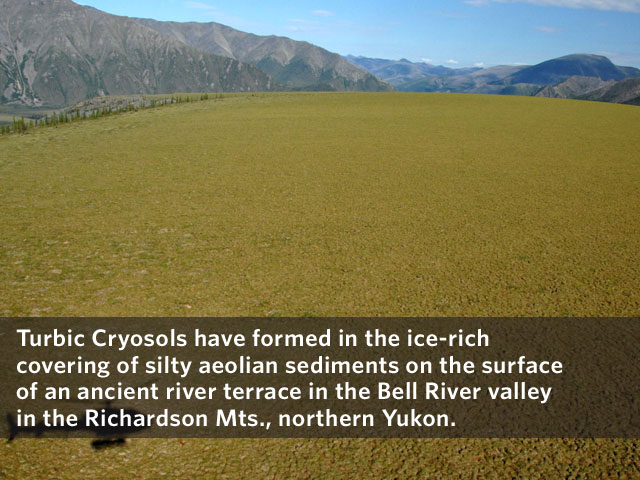 Turbic Cryosols have formed in the ice-rich
covering of silty aeolian sediments on the surface
of an ancient river terrace in the Bell River valley
in the Richardson Mts., northern Yukon.